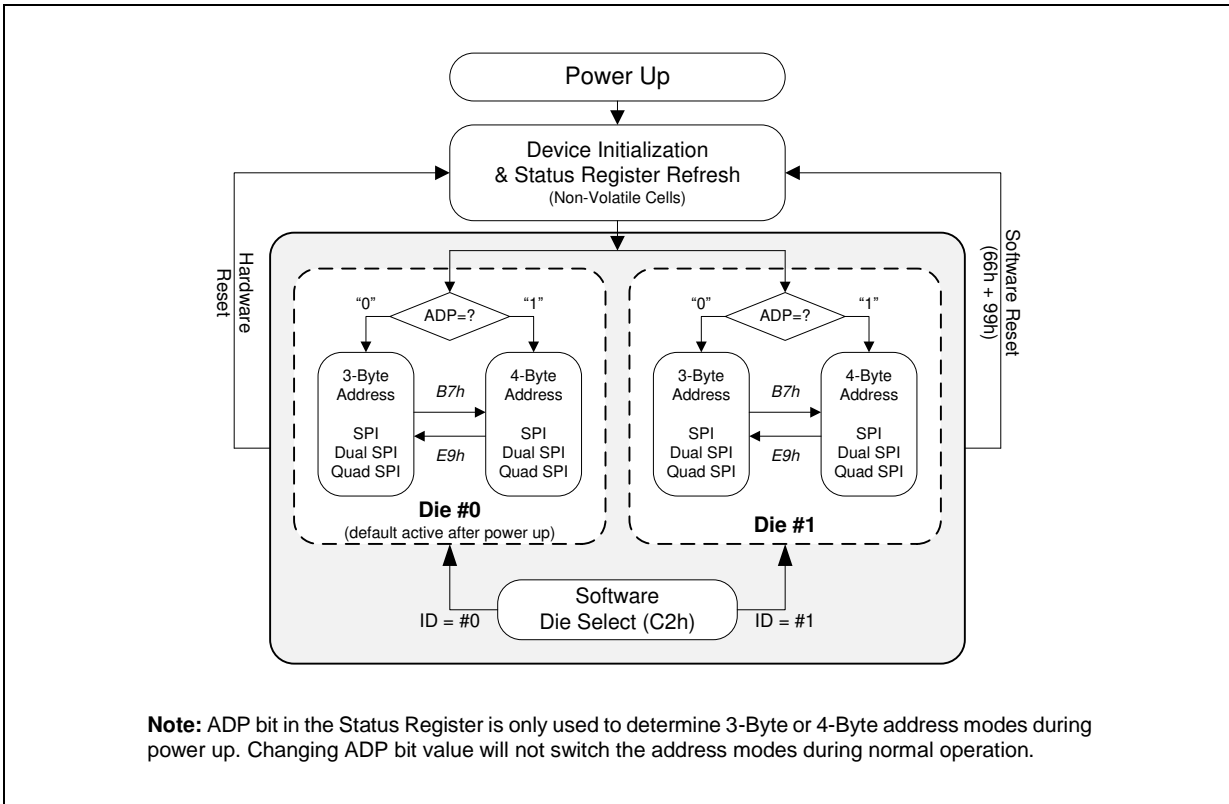 Power Up
Device Initialization
& Status Register Refresh
(Non-Volatile Cells)
Hardware
Reset
Software Reset
(66h + 99h)
“0”
ADP=?
“1”
3-Byte
Address
SPI
Dual SPI
Quad SPI
B7h
E9h
4-Byte
Address
SPI
Dual SPI
Quad SPI
Die #0
(default active after power up)
“0”
ADP=?
“1”
3-Byte
Address
SPI
Dual SPI
Quad SPI
B7h
E9h
4-Byte
Address
SPI
Dual SPI
Quad SPI
Die #1
ID = #0
Software
Die Select (C2h)
ID = #1
Note: ADP bit in the Status Register is only used to determine 3-Byte or 4-Byte address modes during
power up. Changing ADP bit value will not switch the address modes during normal operation.